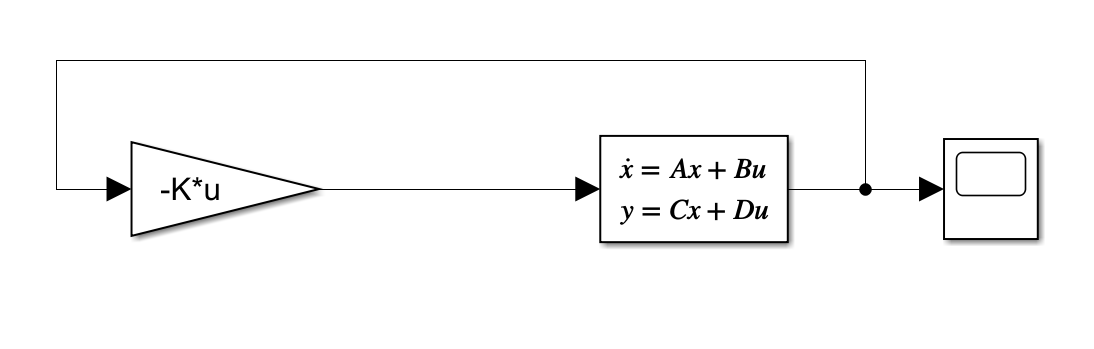 -K*u
ẋ = Ax + Bu
y = Cx + Du